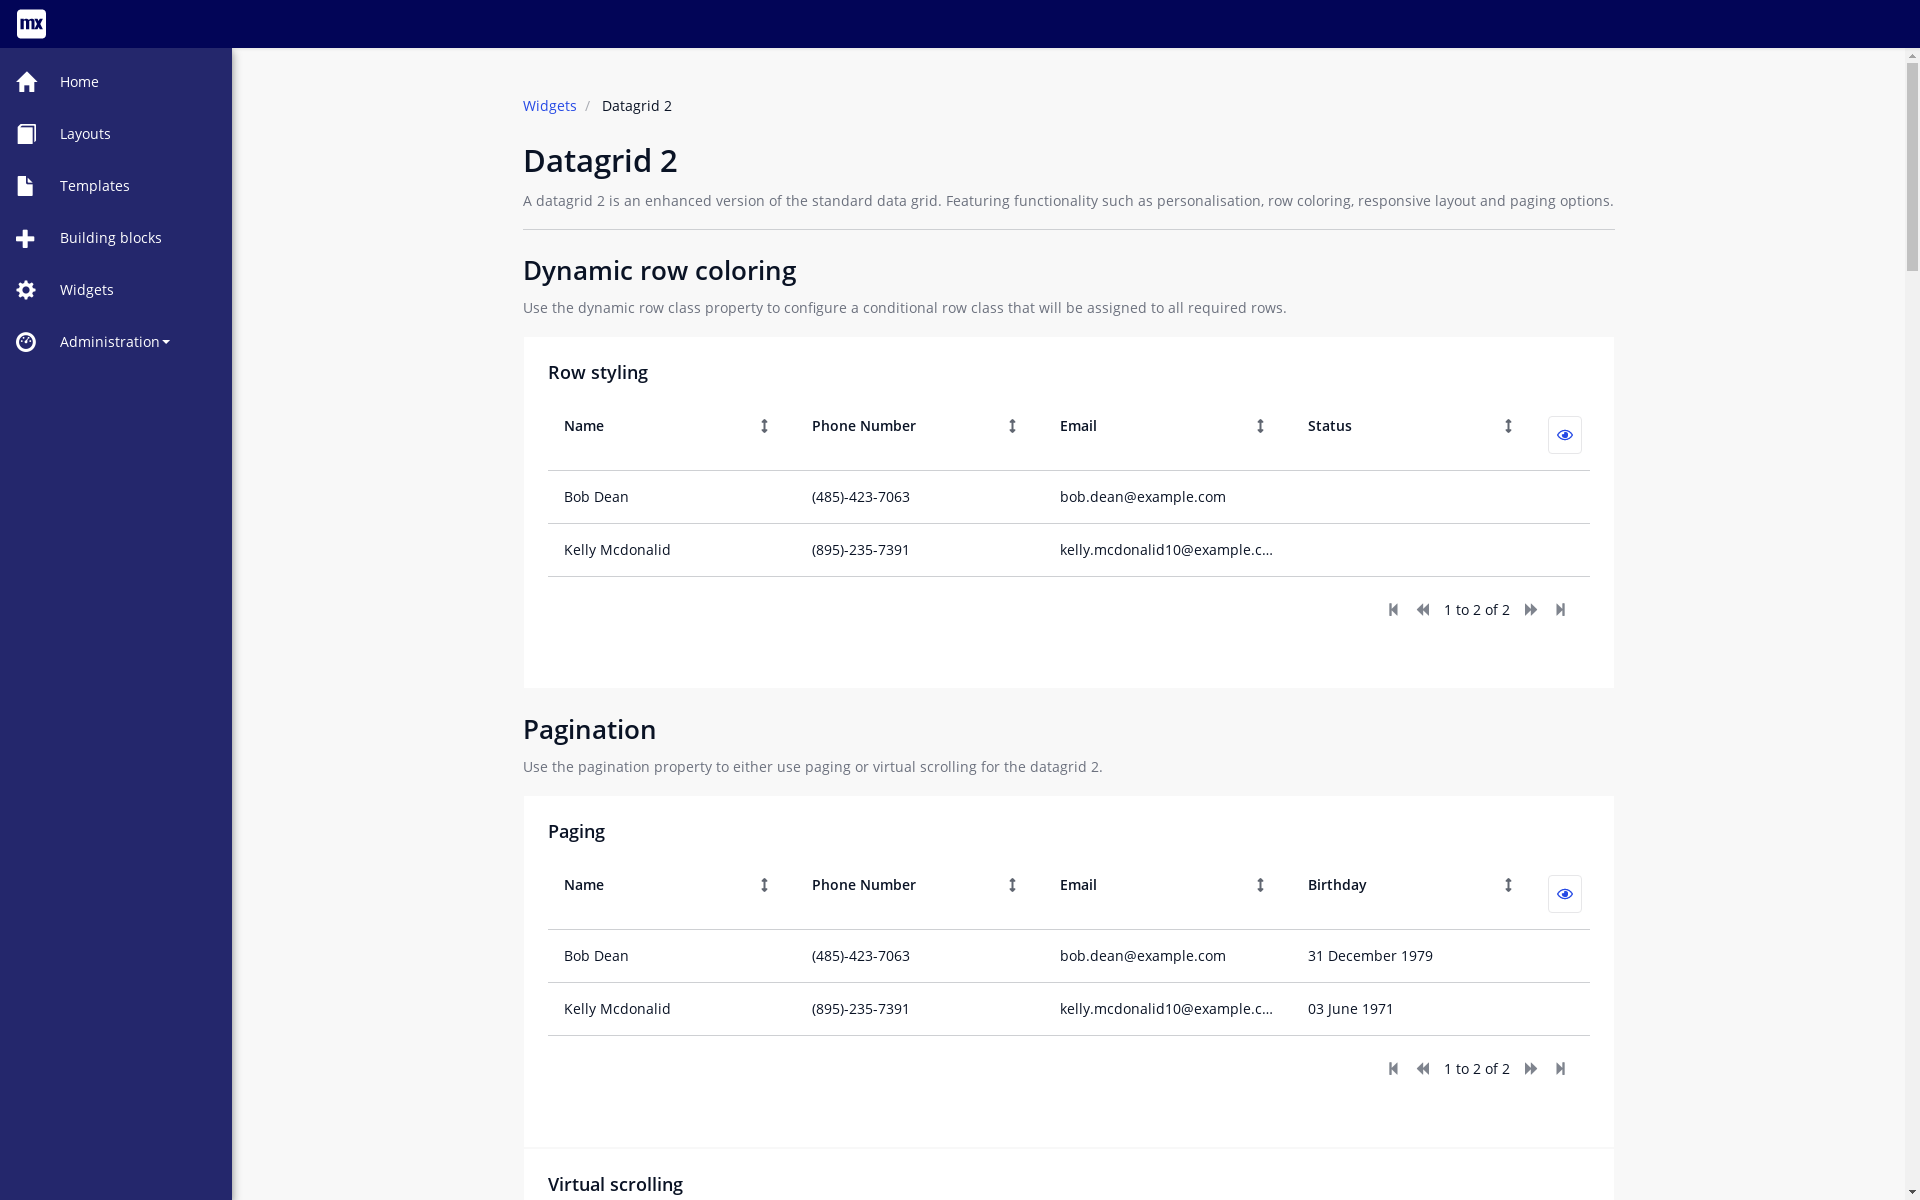 mx
Home
Layouts
Templates
Building blocks
Widgets
Administration
Widgets / Datagrid 2
Datagrid 2
A datagrid 2 is an enhanced version of the standard data grid. Featuring functionality such as personalisation, row coloring, responsive layout and paging options.
Dynamic row coloring
Use the dynamic row class property to configure a conditional row class that will be assigned to all required rows.
Row styling
Name Phone Number Email Status
Bob Dean (485)-423-7063 bob.dean@example.com
Kelly Mcdonalid (895)-235-7391 kelly.mcdonalid10@example.c...
1 to 2 of 2
Pagination
Use the pagination property to either use paging or virtual scrolling for the datagrid 2.
Paging
Name Phone Number Email Birthday
Bob Dean (485)-423-7063 bob.dean@example.com 31 December 1979
Kelly Mcdonalid (895)-235-7391 kelly.mcdonalid10@example.c... 03 June 1971
1 to 2 of 2
Virtual scrolling